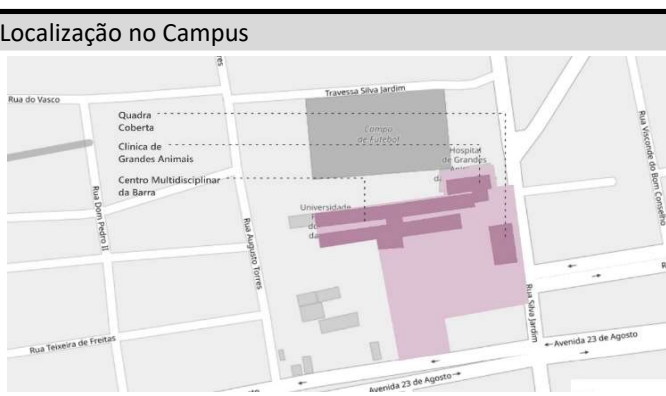 Localização no Campus
Travessa Silva Jardim
Rua do Vasco
Quadra
Coberta
Campo
de Futebol
Clínica de
Grandes Animais
Hospital
de Grandes
Centro Multidisciplinar
da Barra
Universidade
Rua Dom Pedro II
Rua Augusto Torres
Rua Visconde do Bom Conselho
Rua Silva Jardim
Rua Teixeira de Freitas
Avenida 23 de Agosto
Avenida 23 de Agosto